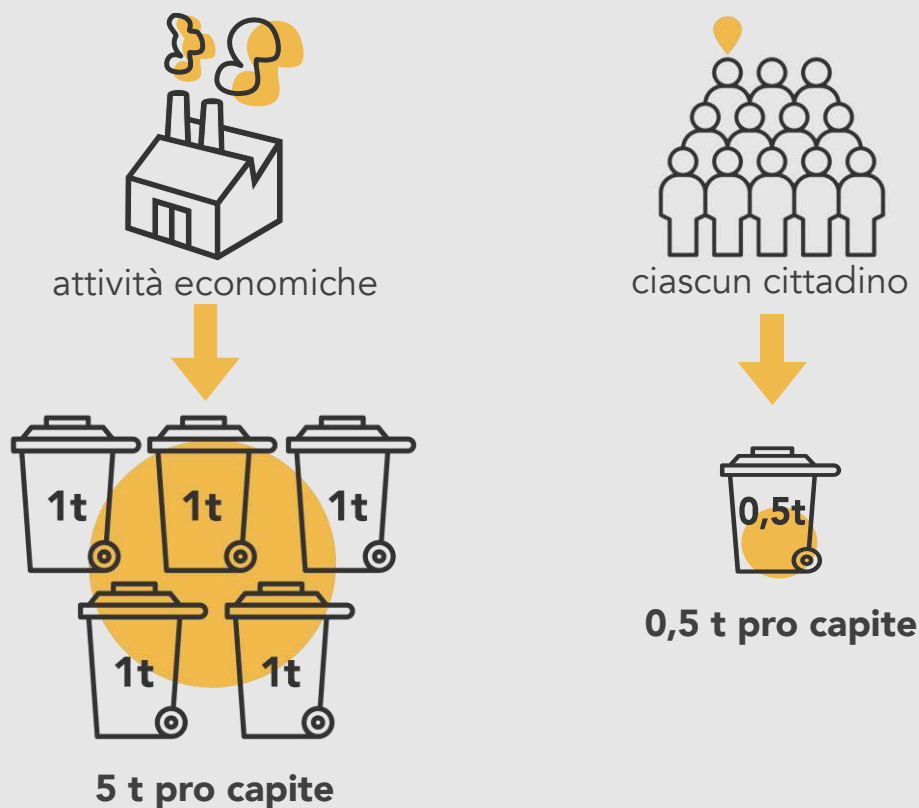 attività economiche
1t
1t
1t
1t
1t
5 t pro capite
ciascun cittadino
0,5t
0,5 t pro capite